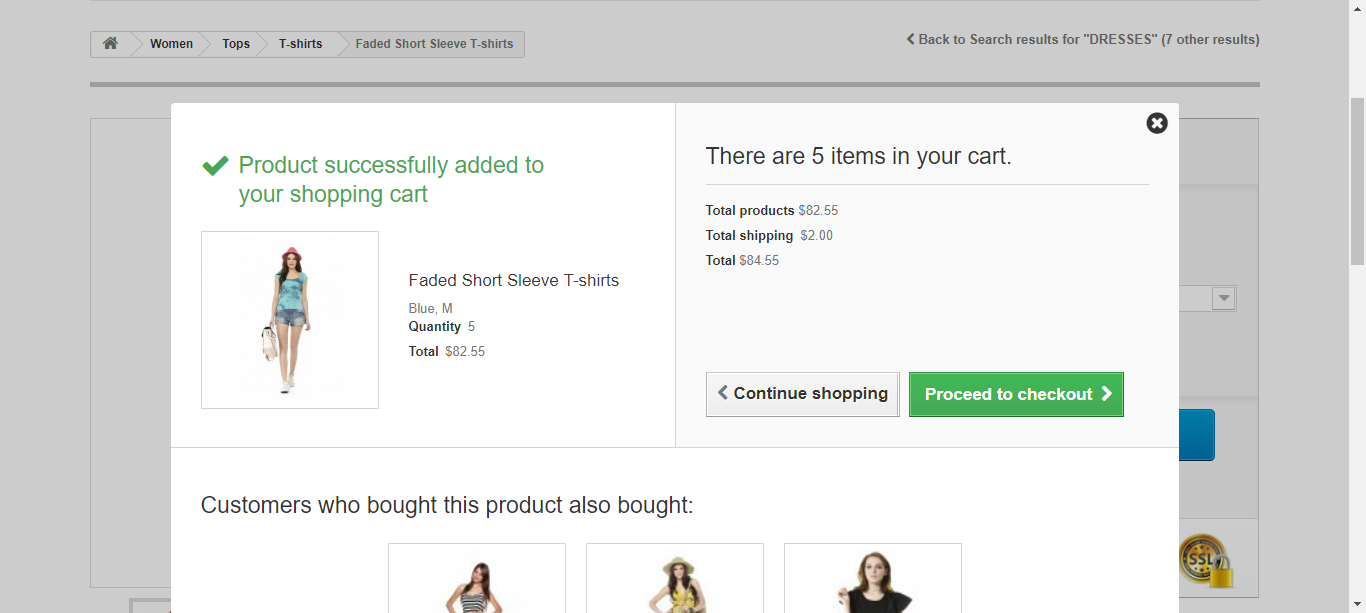 Women
Tops
T-shirts
Faded Short Sleeve T-shirts
Back to Search results for "DRESSES" (7 other results)
Product successfully added to
your shopping cart
Faded Short Sleeve T-shirts
Blue, M
Quantity 5
Total $82.55
There are 5 items in your cart.
Total products $82.55
Total shipping $2.00
Total $84.55
Continue shopping
Proceed to checkout
Customers who bought this product also bought:
SSL